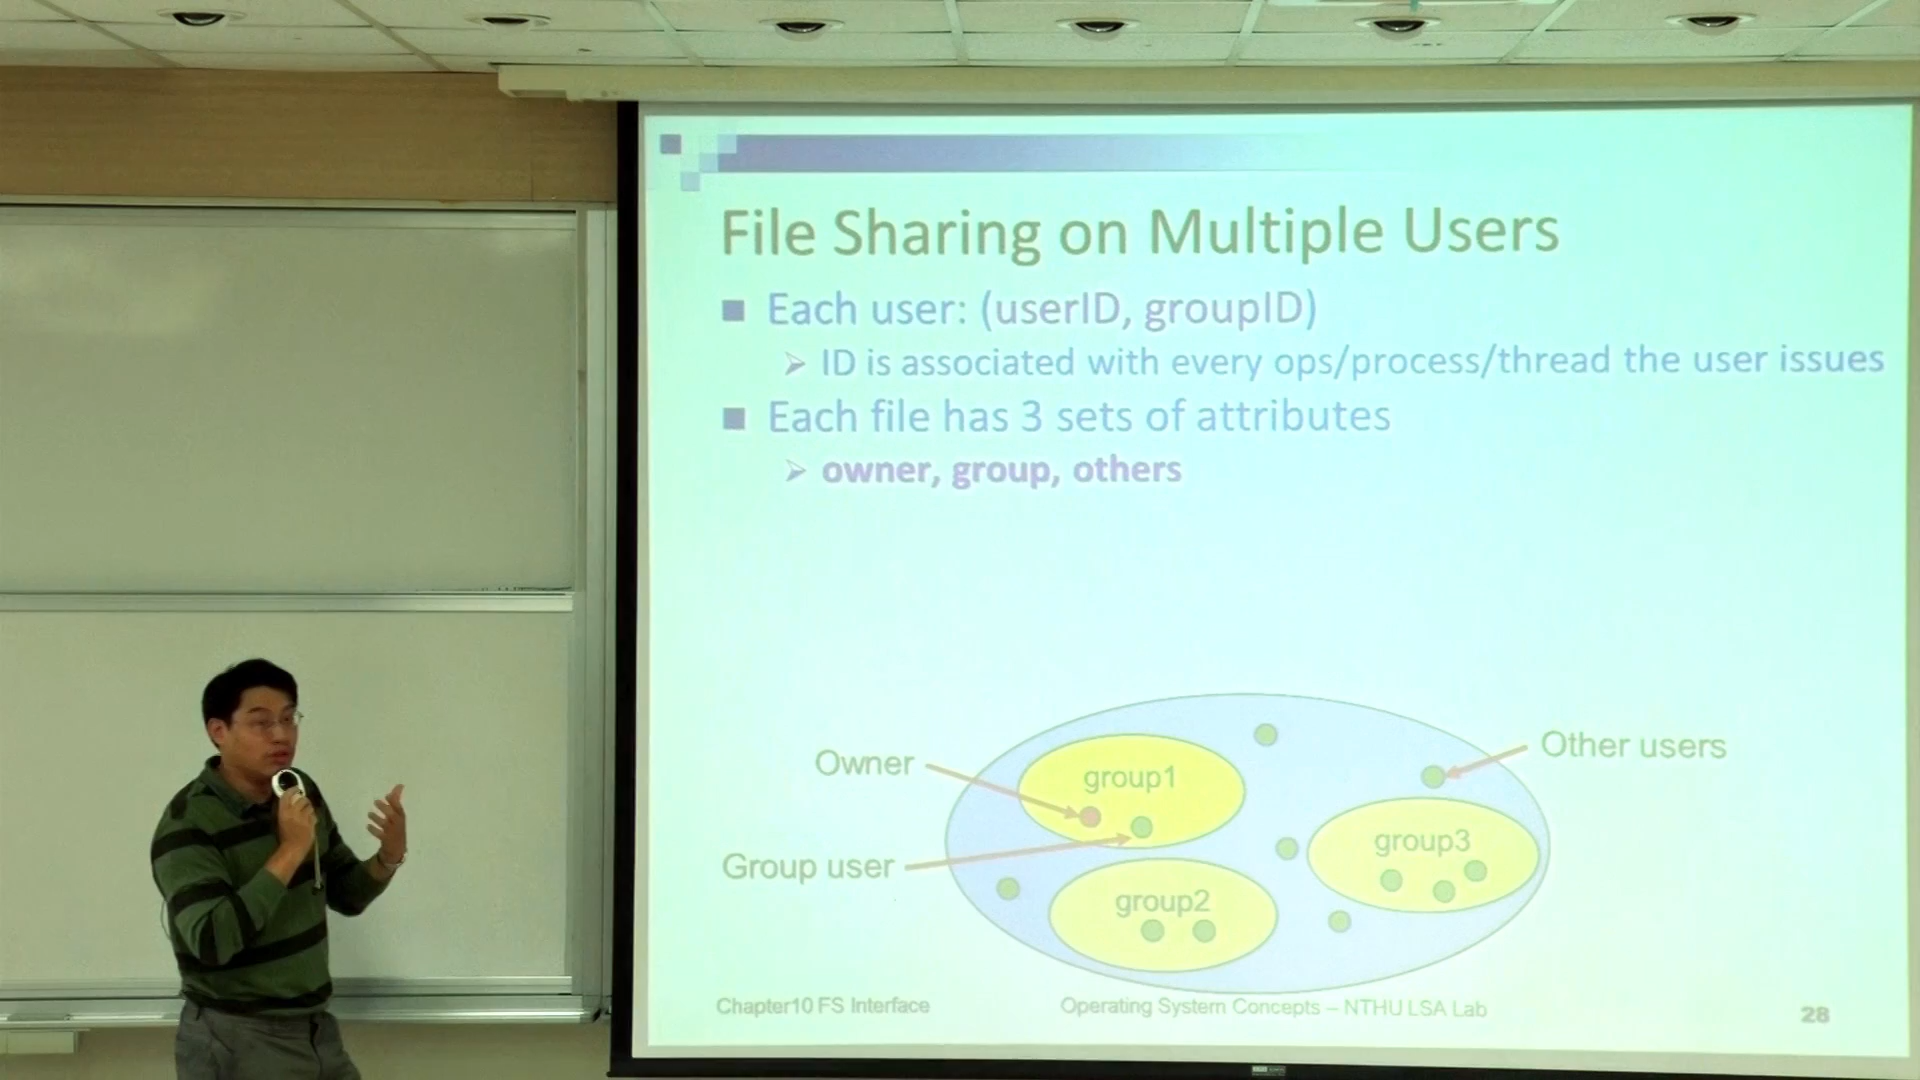 File Sharing on Multiple Users
Each user: (userID, groupID)
ID is associated with every ops/process/thread the user issues
Each file has 3 sets of attributes
owner, group, others
Owner
group1
Other users
Group user
group3
group2
Chapter10 FS Interface
Operating System Concepts – NTHU LSA Lab
28